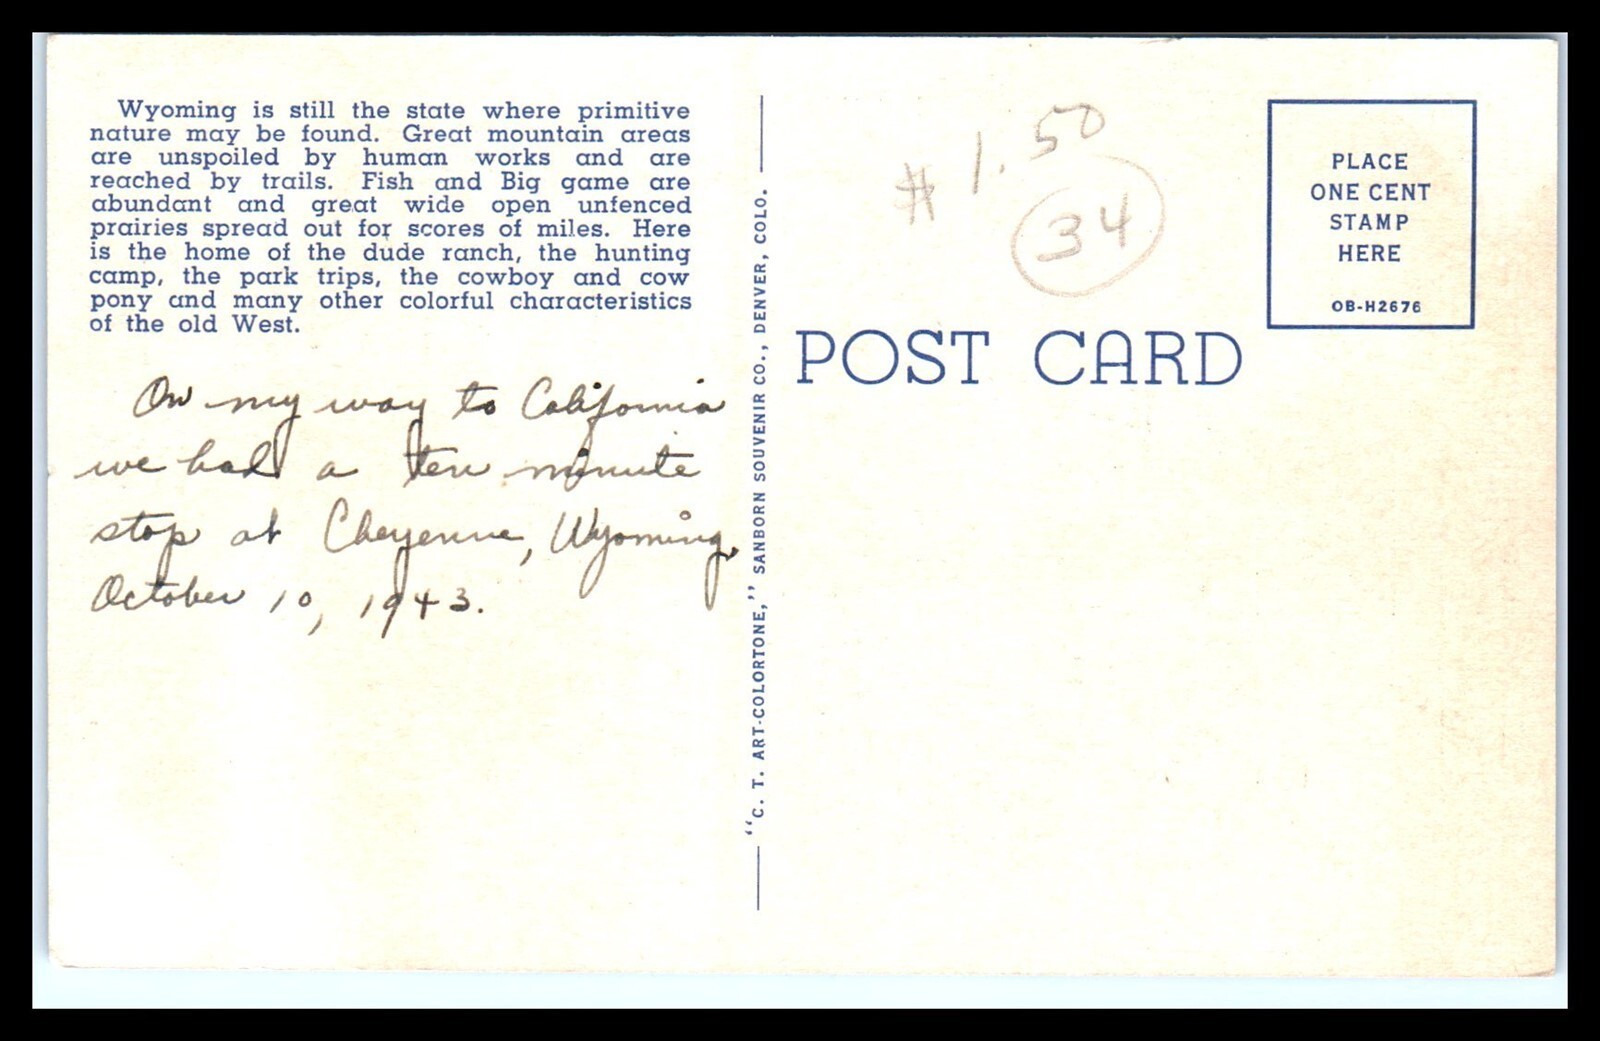 Wyoming is still the state where primitive
nature may be found. Great mountain areas
are unspoiled by human works and are
reached by trails. Fish and Big game are
abundant and great wide open unfenced
prairies spread out for scores of miles. Here
is the home of the dude ranch, the hunting
camp, the park trips, the cowboy and cow
pony and many other colorful characteristics
of the old West.
On my way to California
we had a ten minute
stop at Cheyenne, Wyoming,
October 10, 1943.
"C. T. ART-COLORTONE," SANBORN SOUVENIR CO., DENVER, COLO.
# 1.50
34
POST CARD
PLACE
ONE CENT
STAMP
HERE
OB-H2676